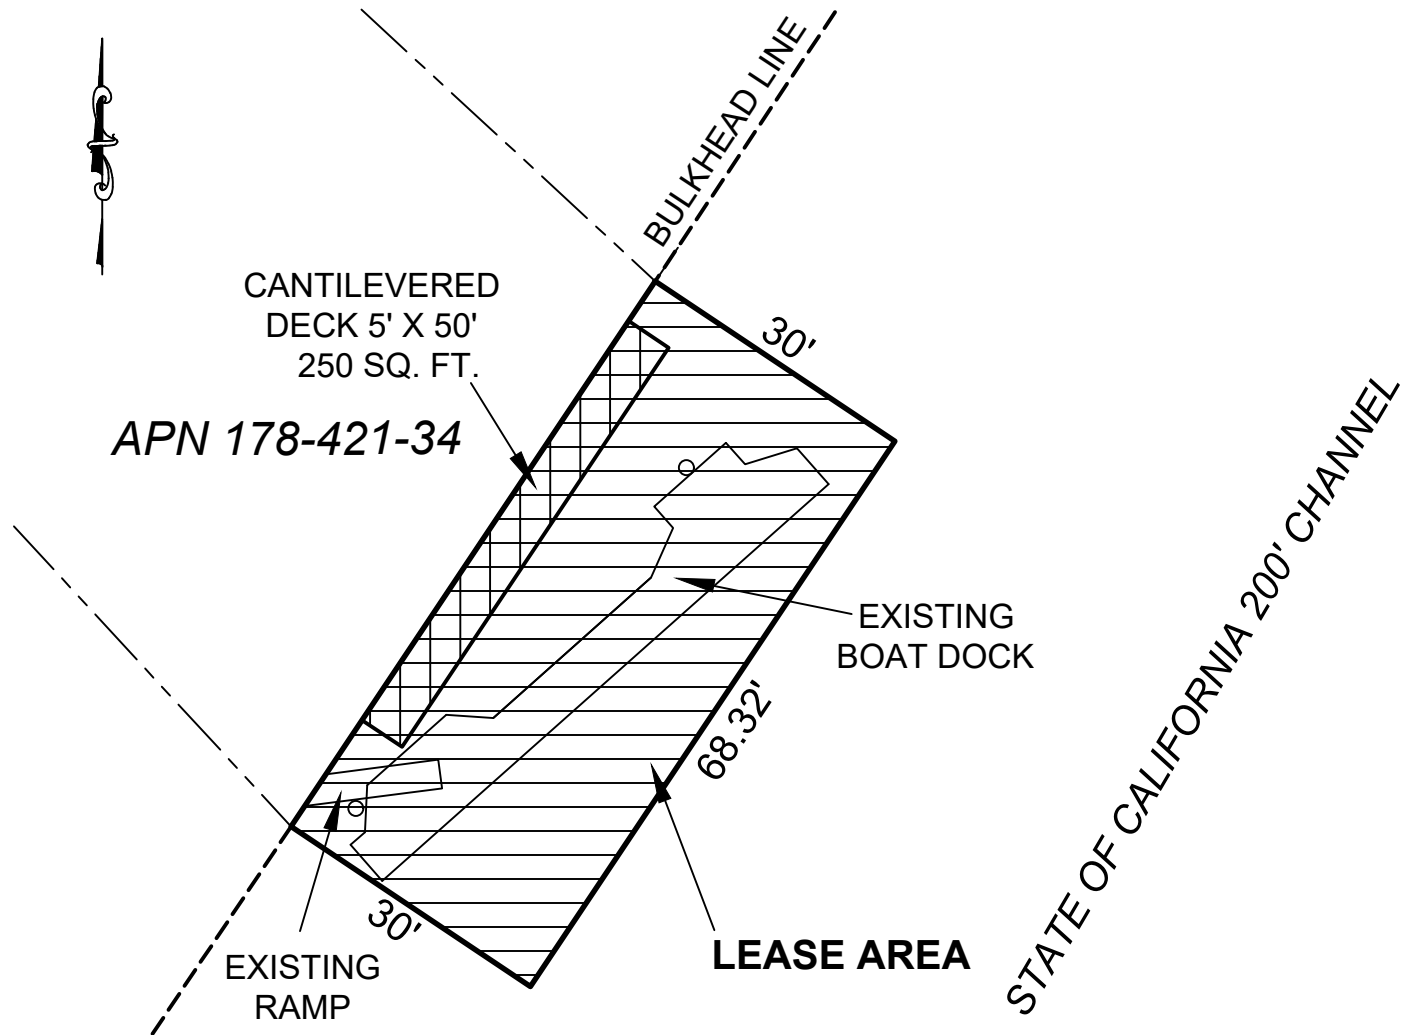 BULKHEAD LINE
CANTILEVERED
DECK 5' X 50'
250 SQ. FT.
30'
APN 178-421-34
EXISTING
BOAT DOCK
68.32'
STATE OF CALIFORNIA 200' CHANNEL
30'
LEASE AREA
EXISTING
RAMP